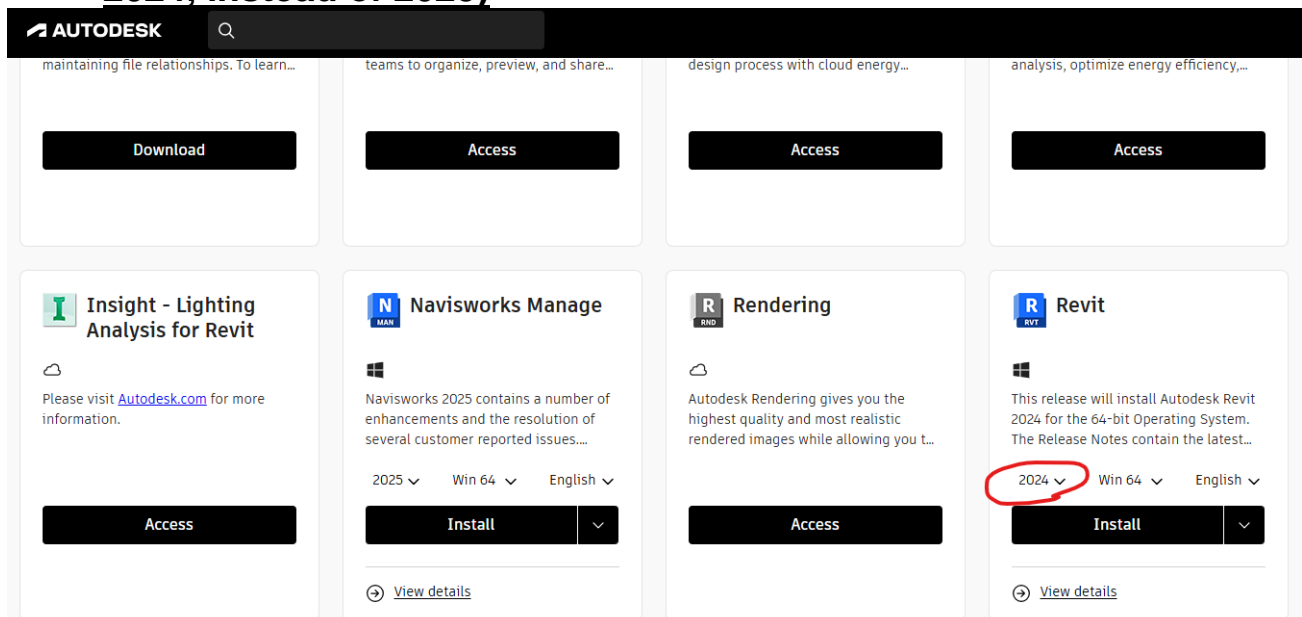 2024, instead of 2025)
AUTODESK
maintaining file relationships. To learn...
teams to organize, preview, and share...
design process with cloud energy...
analysis, optimize energy efficiency,...
Download
Access
Access
Access
I
Insight - Lighting
Analysis for Revit
Please visit Autodesk.com for more
information.
Access
N
MAN
Navisworks Manage
Navisworks 2025 contains a number of
enhancements and the resolution of
several customer reported issues....
2025 Win 64 English
Install
View details
R
RND
Rendering
Autodesk Rendering gives you the
highest quality and most realistic
rendered images while allowing you t...
Access
R
RVT
Revit
This release will install Autodesk Revit
2024 for the 64-bit Operating System.
The Release Notes contain the latest...
2024 Win 64 English
Install
View details